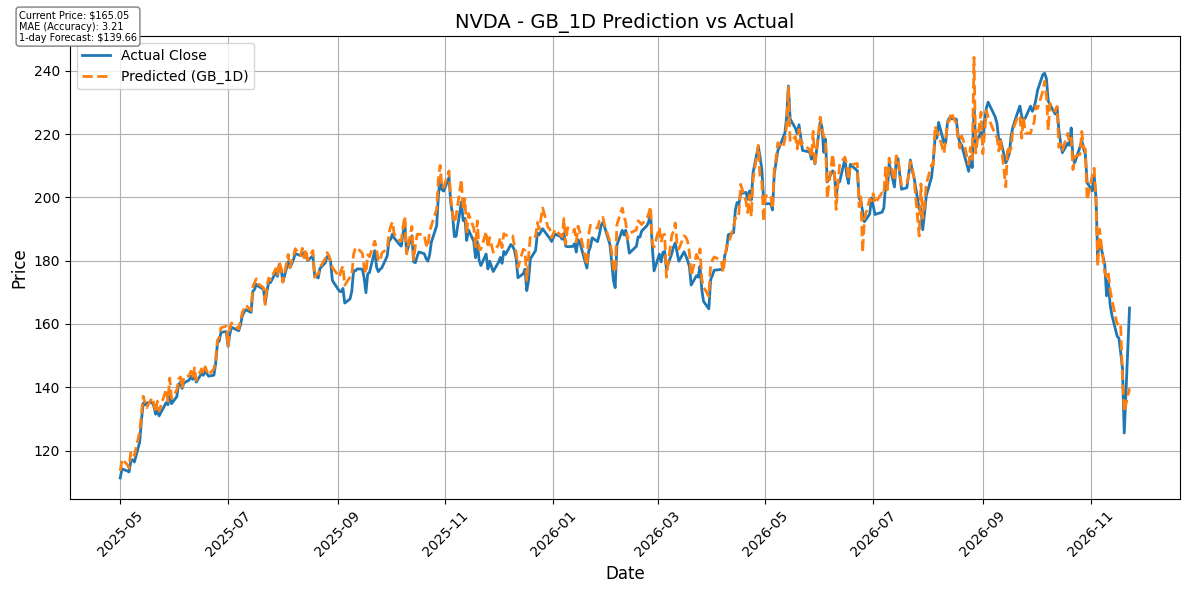 NVDA - GB_1D Prediction vs Actual
Current Price: $165.05
MAE (Accuracy): 3.21
1-day Forecast: $139.66
Actual Close
Predicted (GB_1D)
Price
240
220
200
180
160
140
120
2025-05
2025-07
2025-09
2025-11
2026-01
2026-03
2026-05
2026-07
2026-09
2026-11
Date